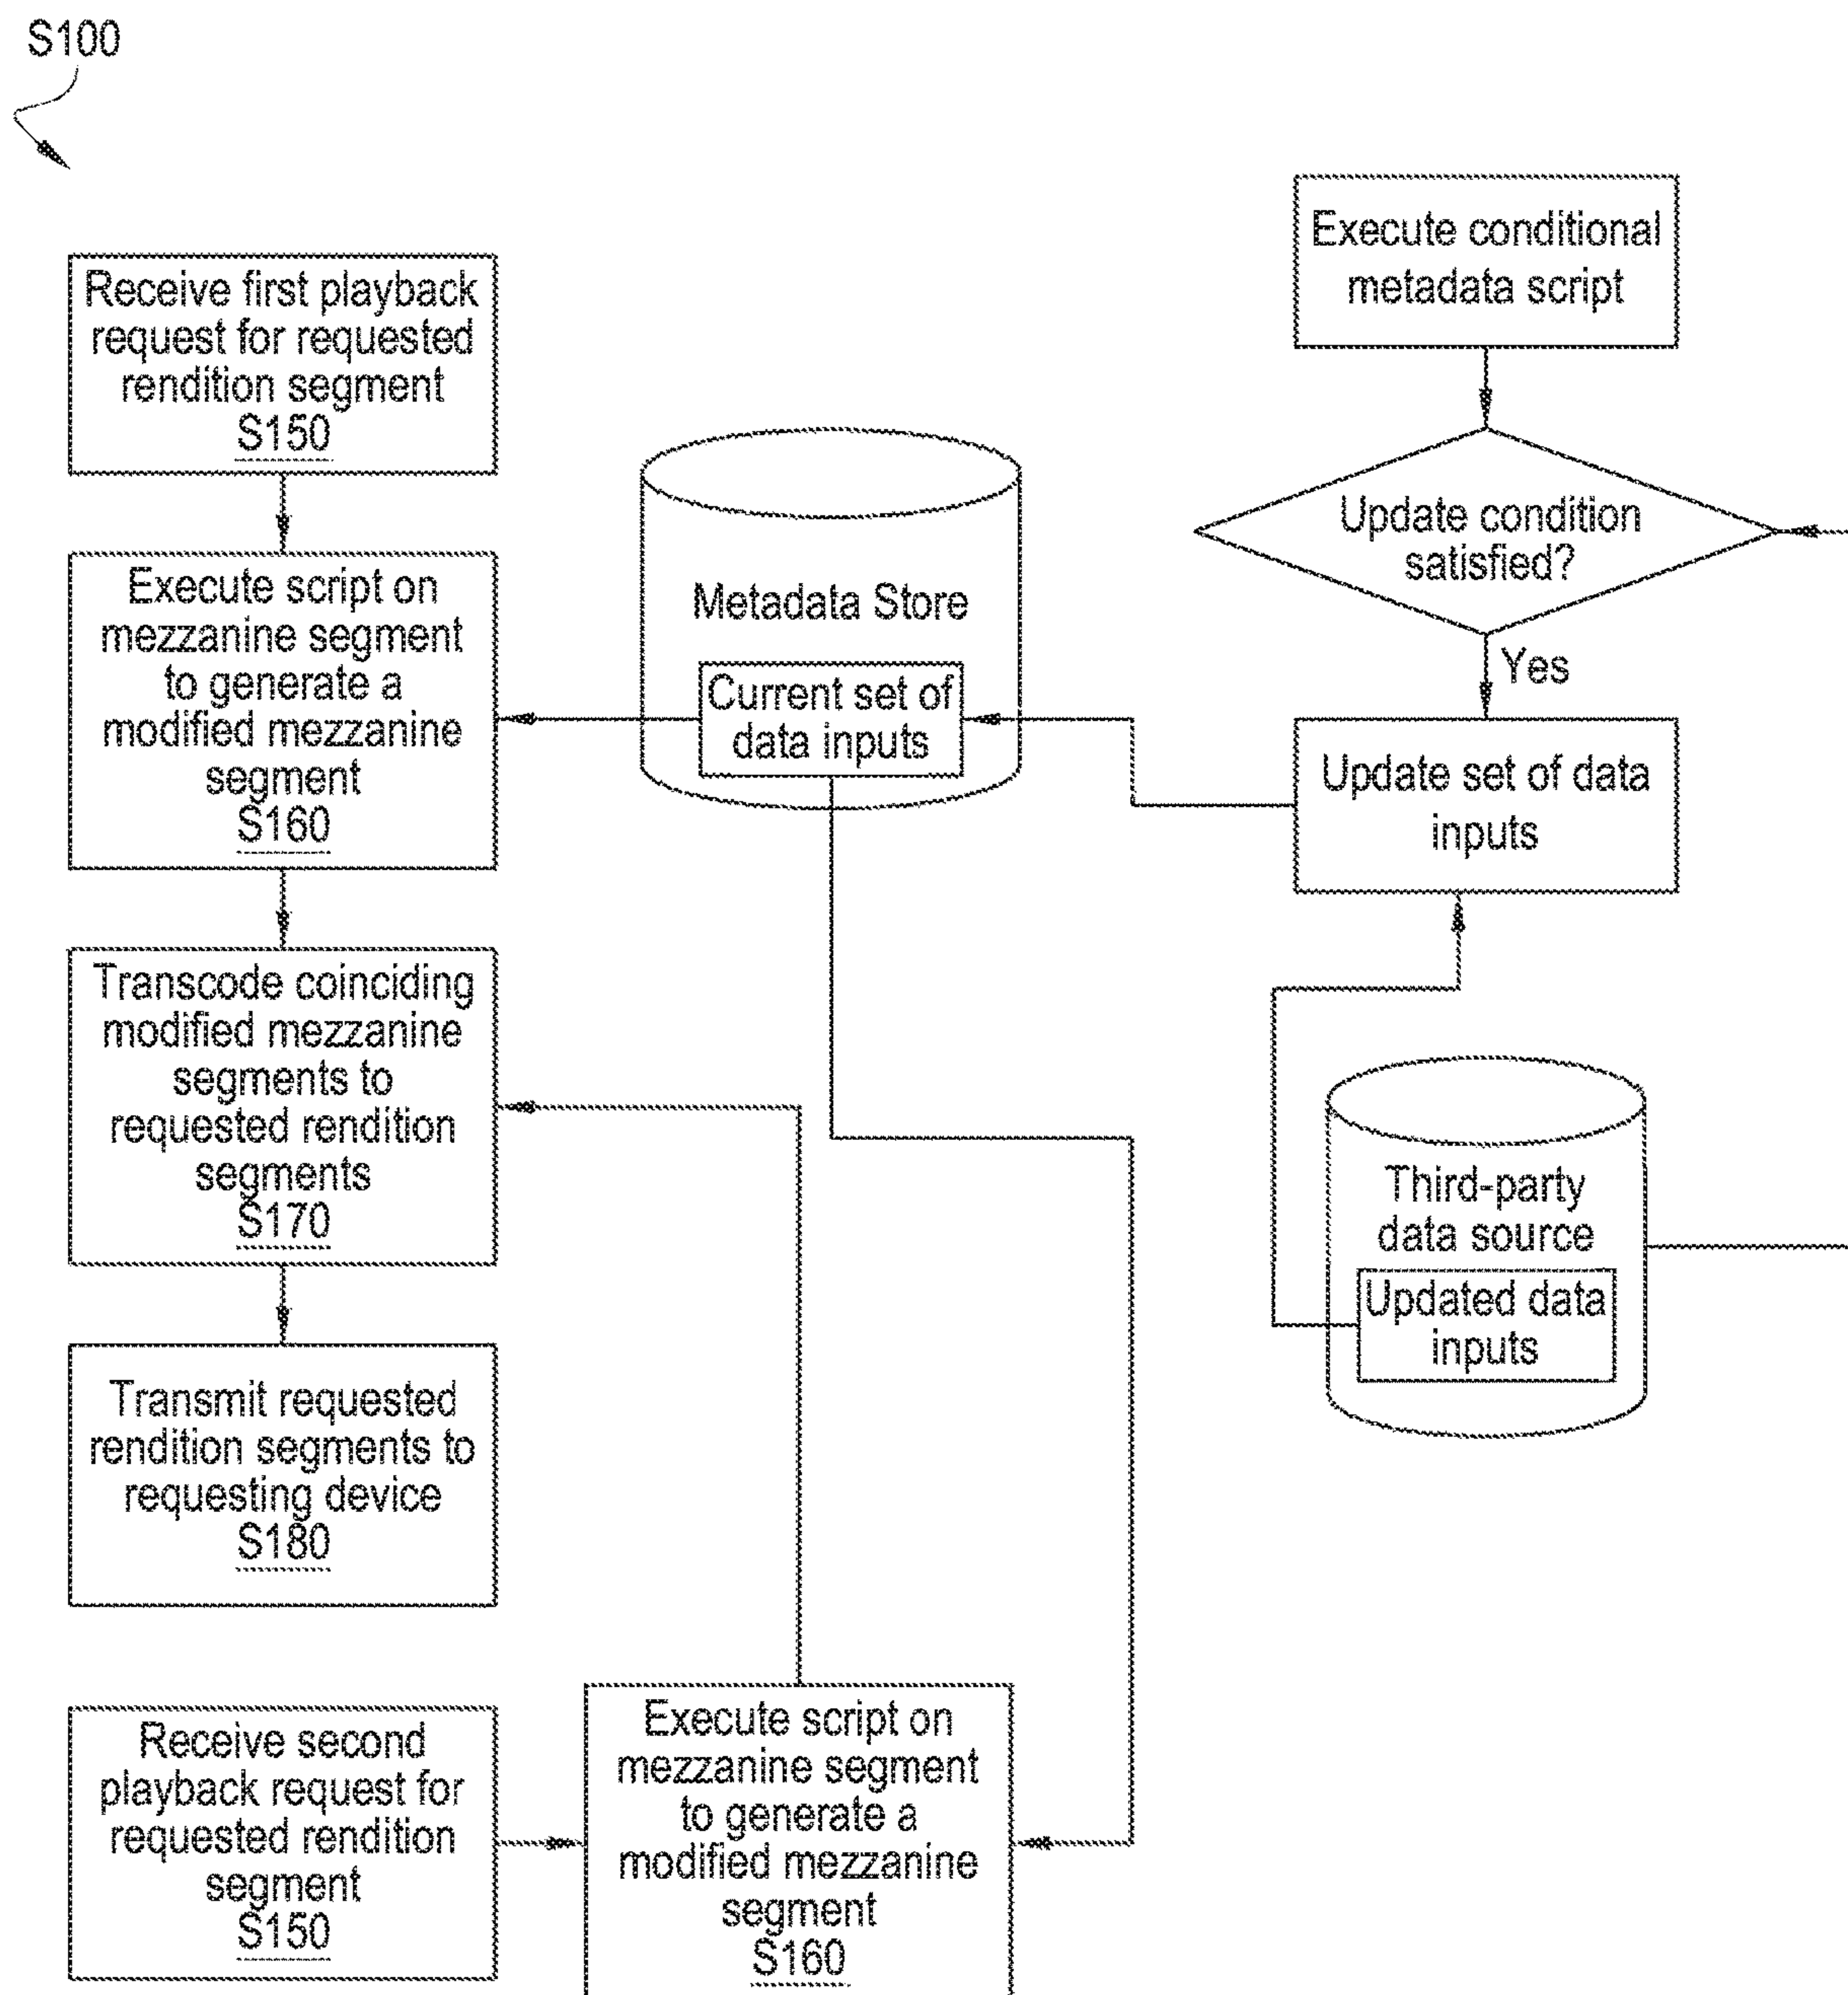 S100
Receive first playback
request for requested
rendition segment
S150
Execute script on
mezzanine segment
to generate a
modified mezzanine
segment
S160
Transcode coinciding
modified mezzanine
segments to
requested rendition
segments
S170
Transmit requested
rendition segments to
requesting device
S180
Receive second
playback request for
requested rendition
segment
S150
Execute script on
mezzanine segment
to generate a
modified mezzanine
segment
S160
Metadata Store
Current set of
data inputs
Execute conditional
metadata script
Update condition
satisfied?
Yes
Update set of data
inputs
Third-party
data source
Updated data
inputs